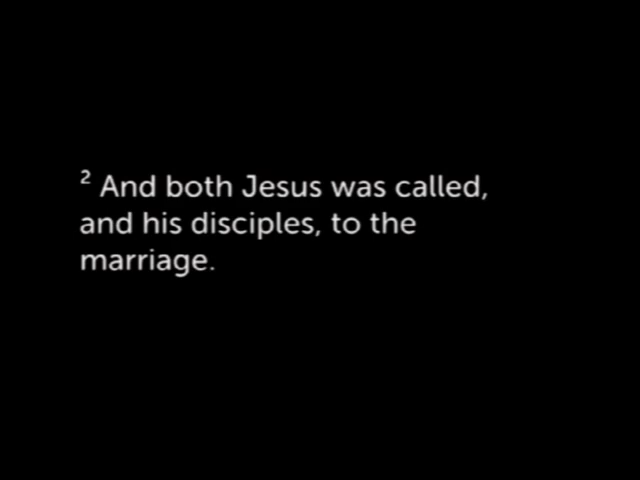 ² And both Jesus was called,
and his disciples, to the
marriage.